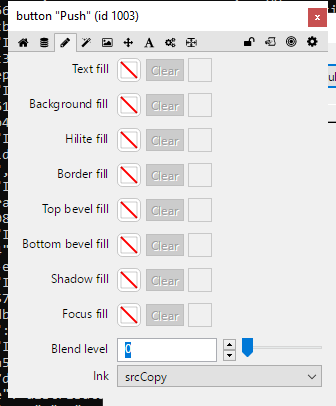 button "Push" (id 1003)
x
A
Text fill
Clear
Background fill
Clear
Hilite fill
Clear
Border fill
Clear
Top bevel fill
Clear
Bottom bevel fill
Clear
Shadow fill
Clear
Focus fill
Clear
Blend level
0
Ink
srcCopy